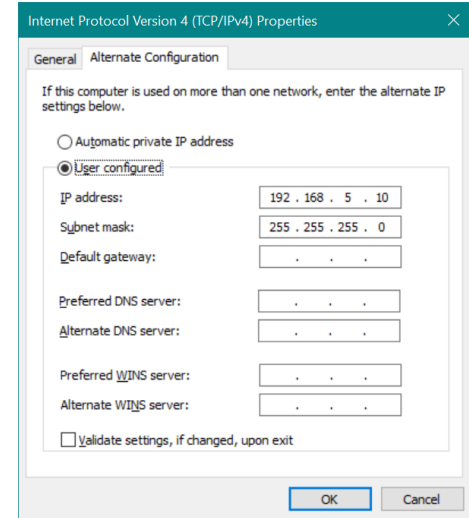 Internet Protocol Version 4 (TCP/IPv4) Properties
General Alternate Configuration
If this computer is used on more than one network, enter the alternate IP
settings below.
Automatic private IP address
User configured
IP address: 192 . 168 . 5 . 10
Subnet mask: 255 . 255 . 255 . 0
Default gateway: . . .
Preferred DNS server: . . .
Alternate DNS server: . . .
Preferred WINS server: . . .
Alternate WINS server: . . .
Validate settings, if changed, upon exit
OK Cancel